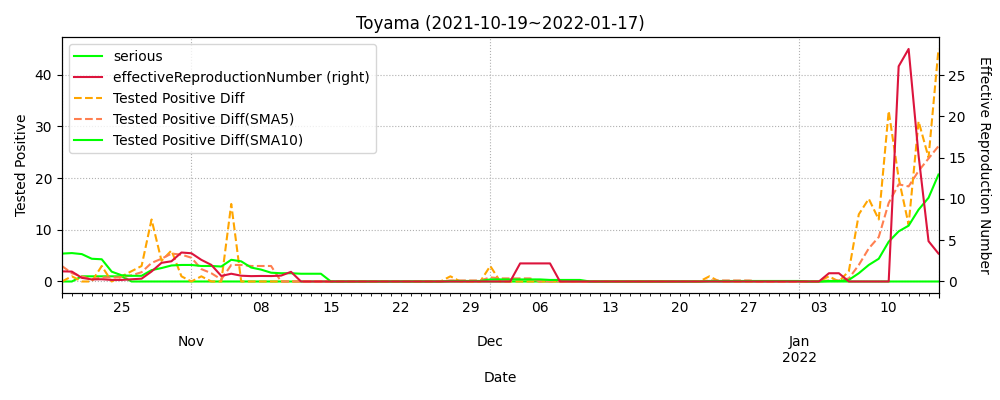 Toyama (2021-10-19~2022-01-17)
serious
effectiveReproductionNumber (right)
Tested Positive Diff
Tested Positive Diff(SMA5)
Tested Positive Diff(SMA10)
Tested Positive
40
30
20
10
0
25
20
15
10
5
0
Effective Reproduction Number
25 08 15 22 29 06 13 20 27 03 10
Nov Dec Jan
2022
Date